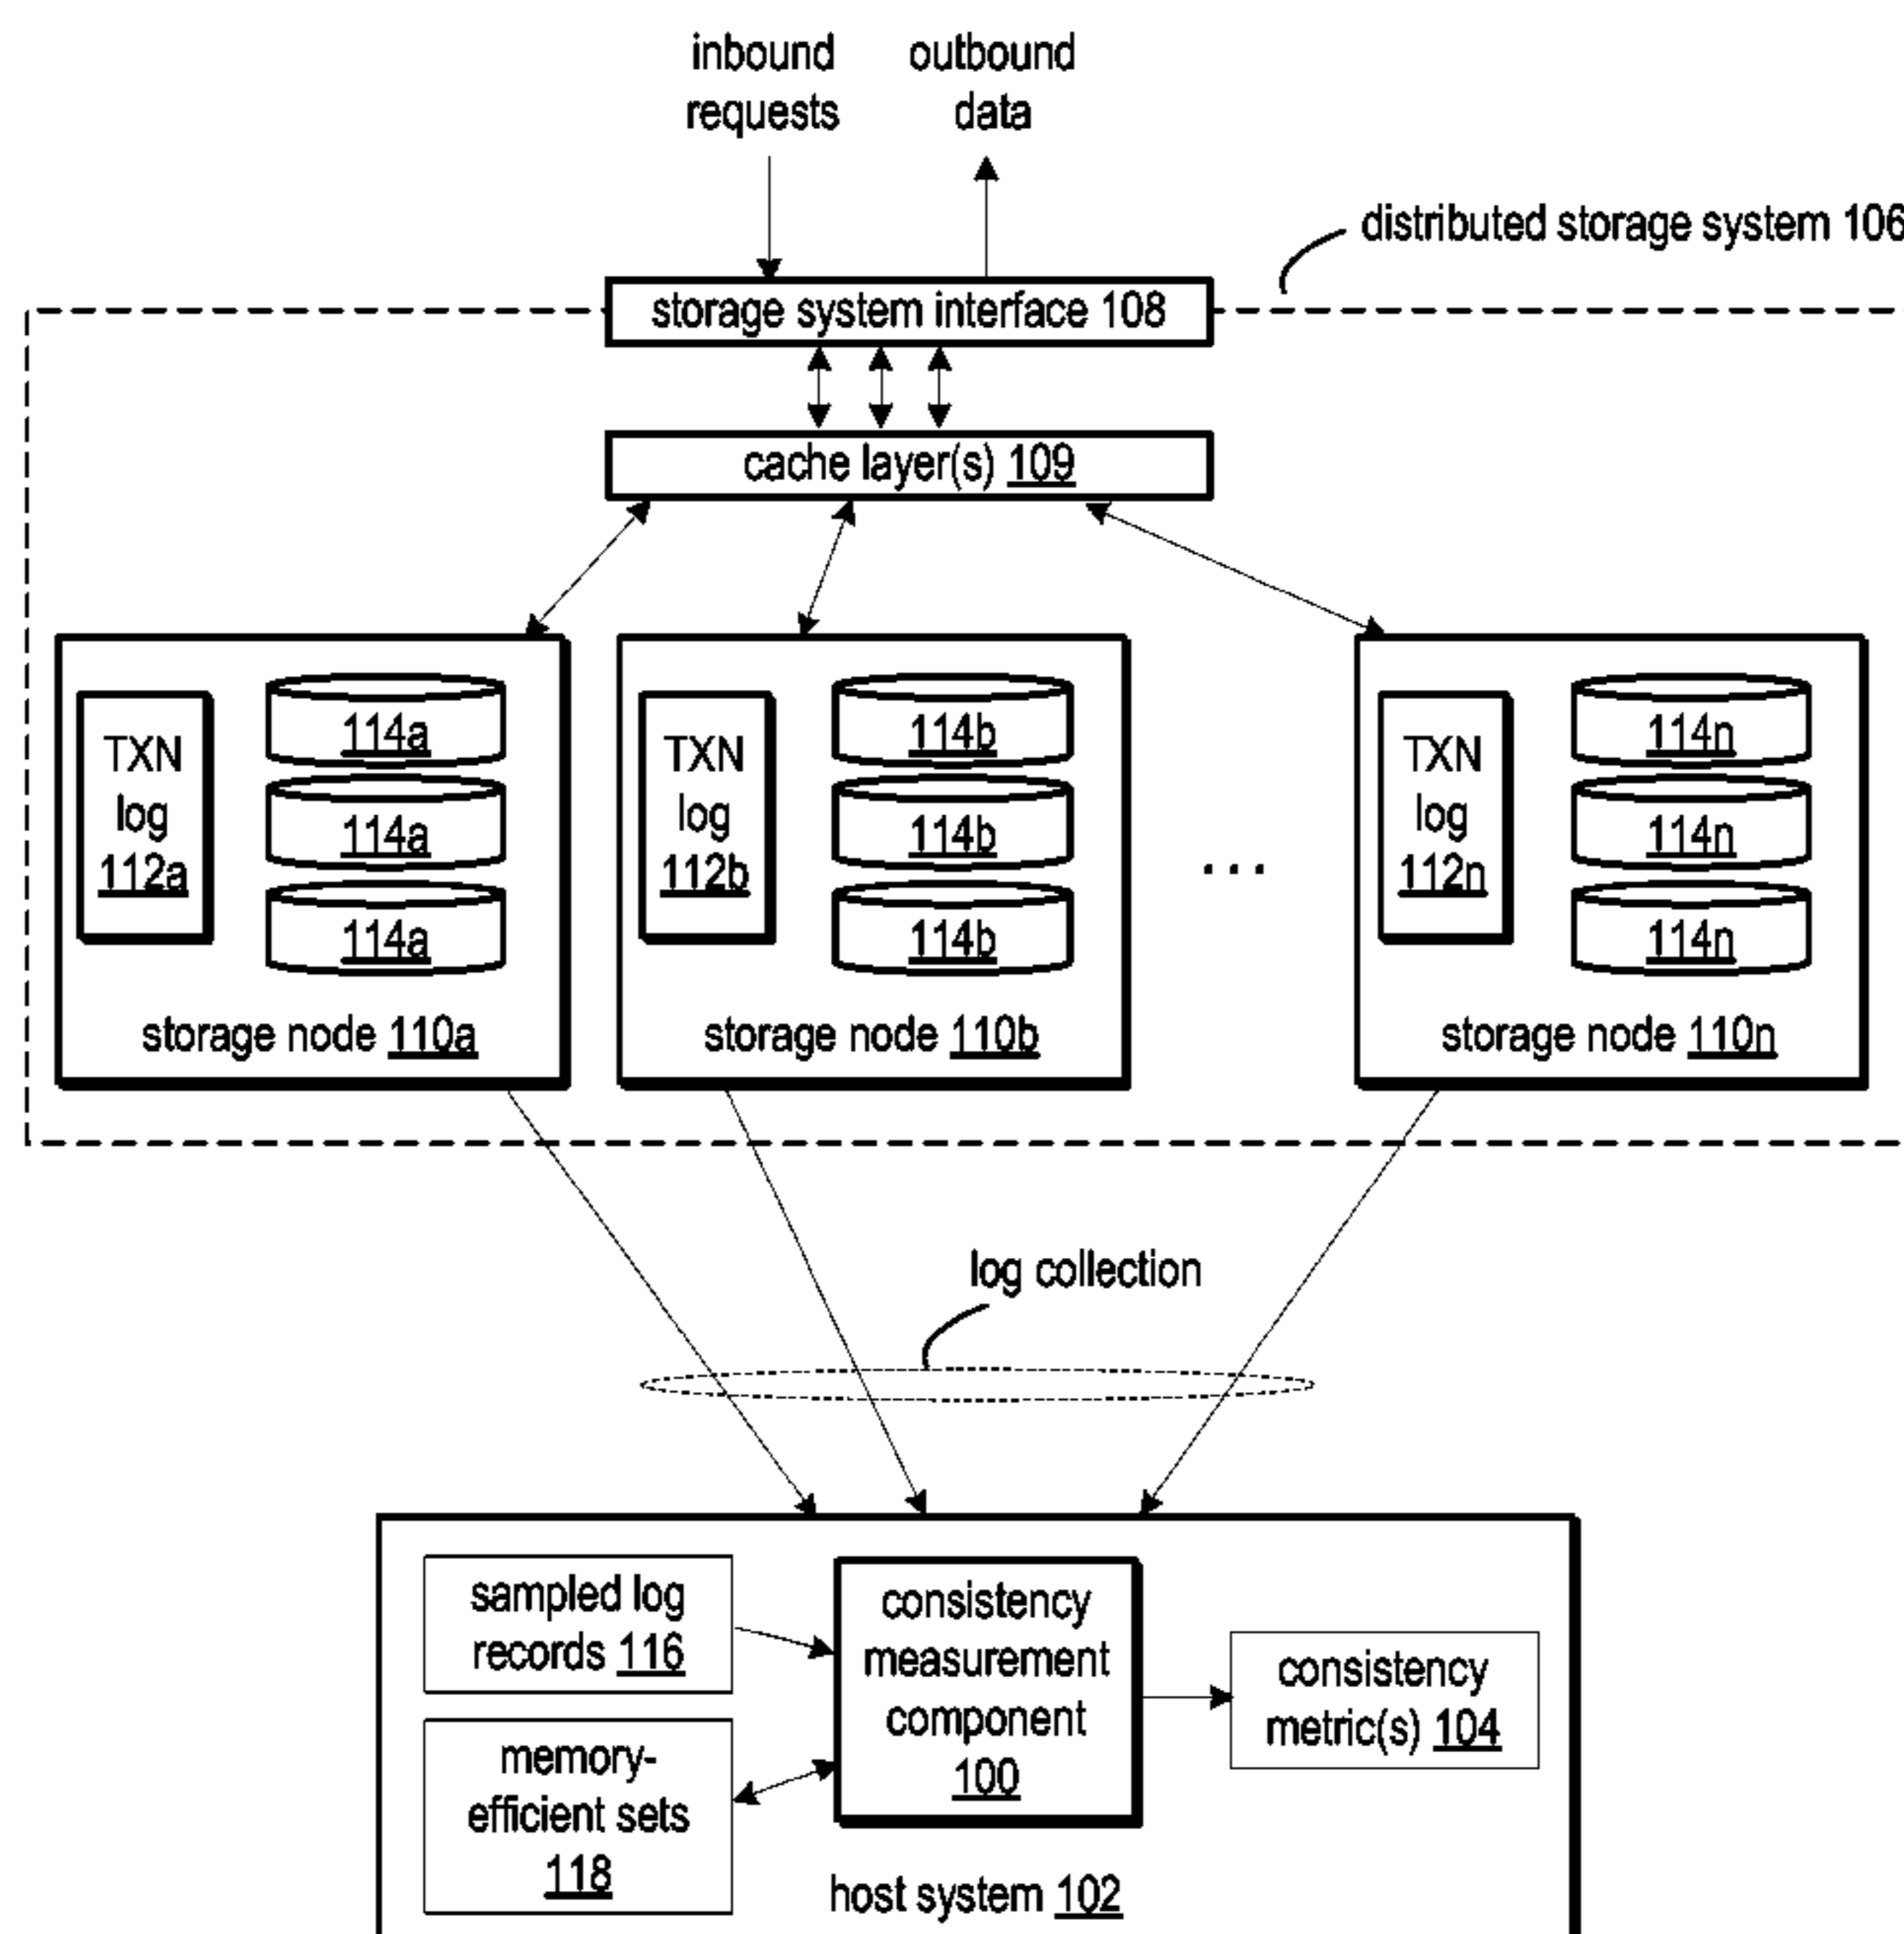 inbound
requests
outbound
data
distributed storage system 106
storage system interface 108
cache layer(s) 109
TXN
log
112a
114a
114a
114a
storage node 110a
TXN
log
112b
114b
114b
114b
storage node 110b
...
TXN
log
112n
114n
114n
114n
storage node 110n
log collection
sampled log
records 116
memory-
efficient sets
118
consistency
measurement
component
100
consistency
metric(s) 104
host system 102